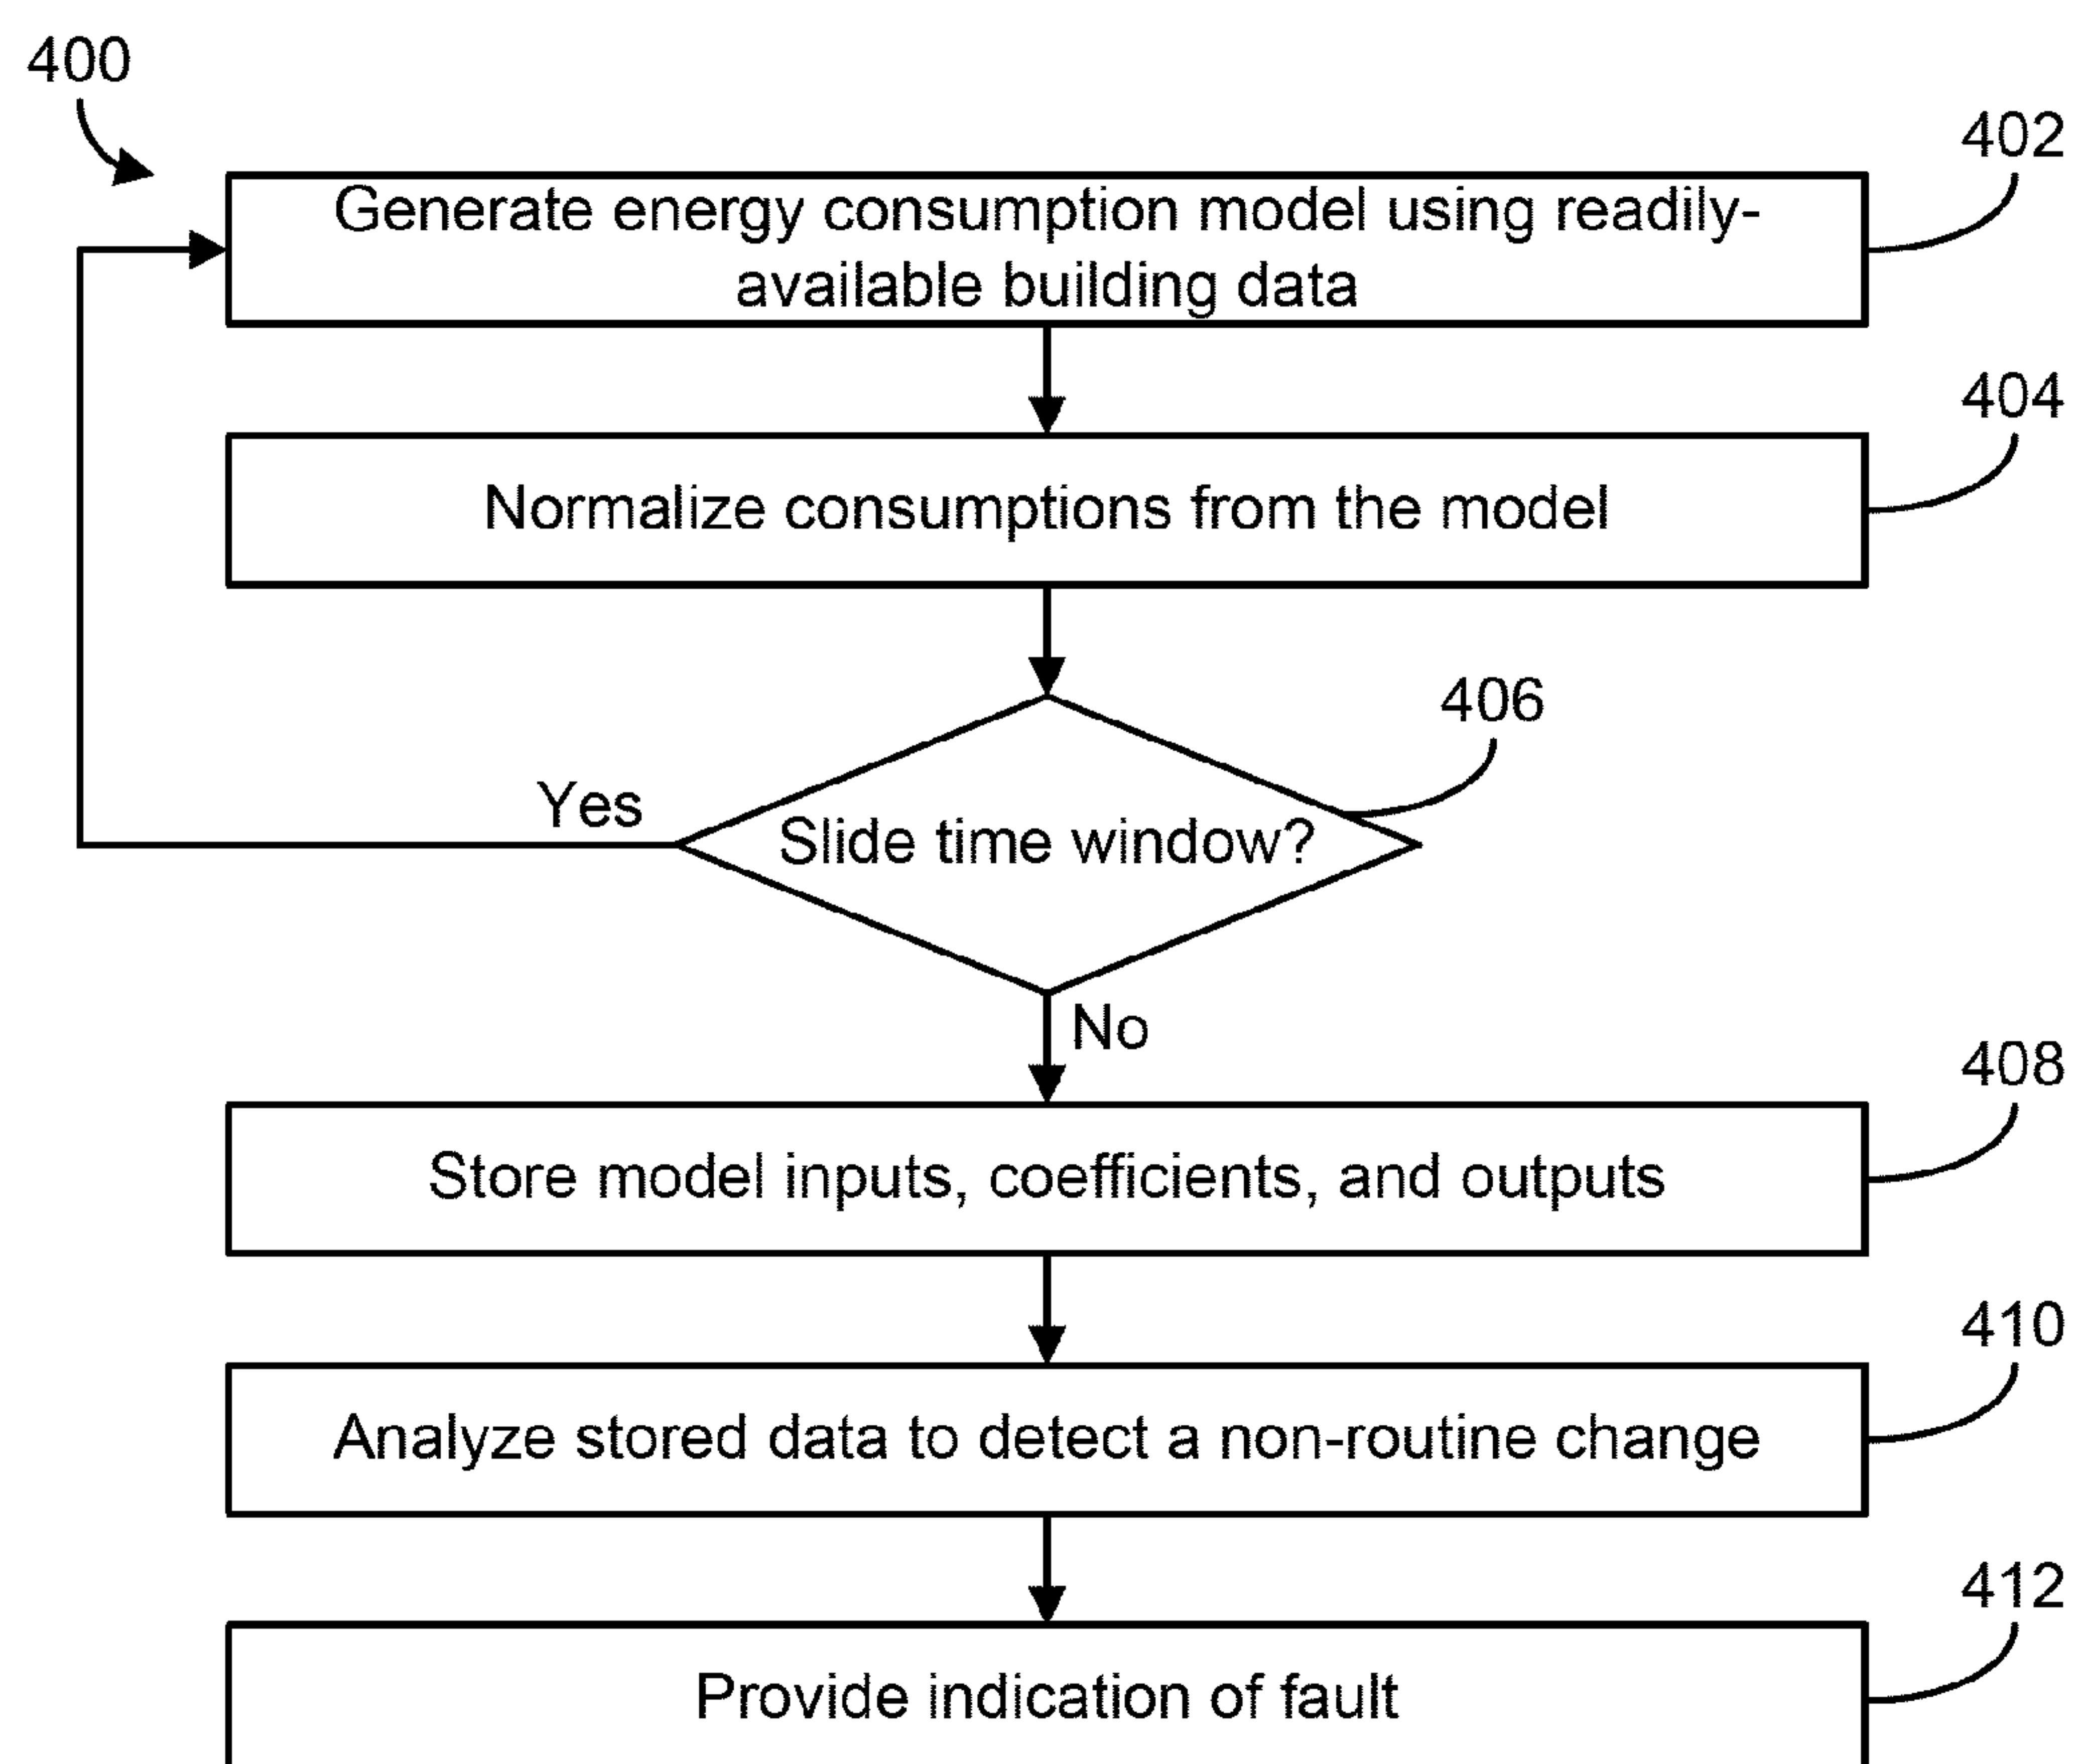 400
402
Generate energy consumption model using readily-
available building data
404
Normalize consumptions from the model
406
Yes
Slide time window?
No
408
Store model inputs, coefficients, and outputs
410
Analyze stored data to detect a non-routine change
412
Provide indication of fault